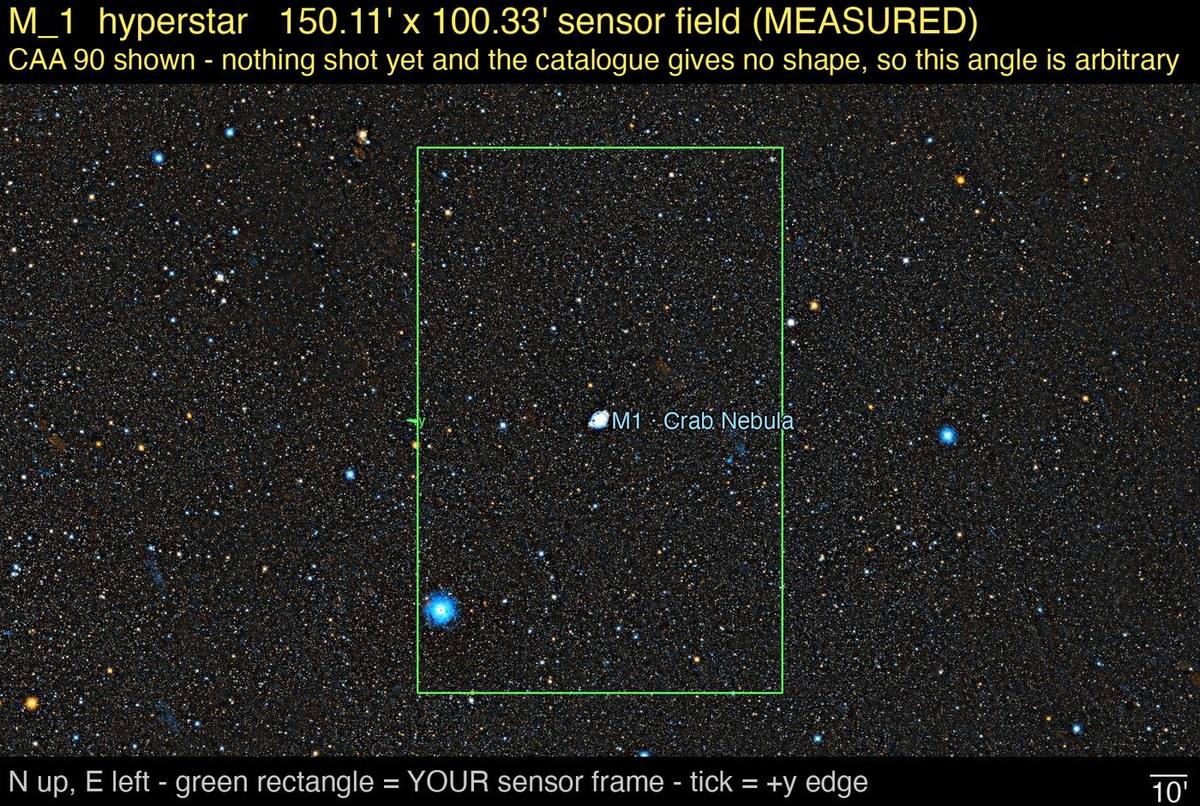 M_1 hyperstar 150.11' x 100.33' sensor field (MEASURED)
CAA 90 shown - nothing shot yet and the catalogue gives no shape, so this angle is arbitrary
+y
M1 · Crab Nebula
N up, E left - green rectangle = YOUR sensor frame - tick = +y edge
10'